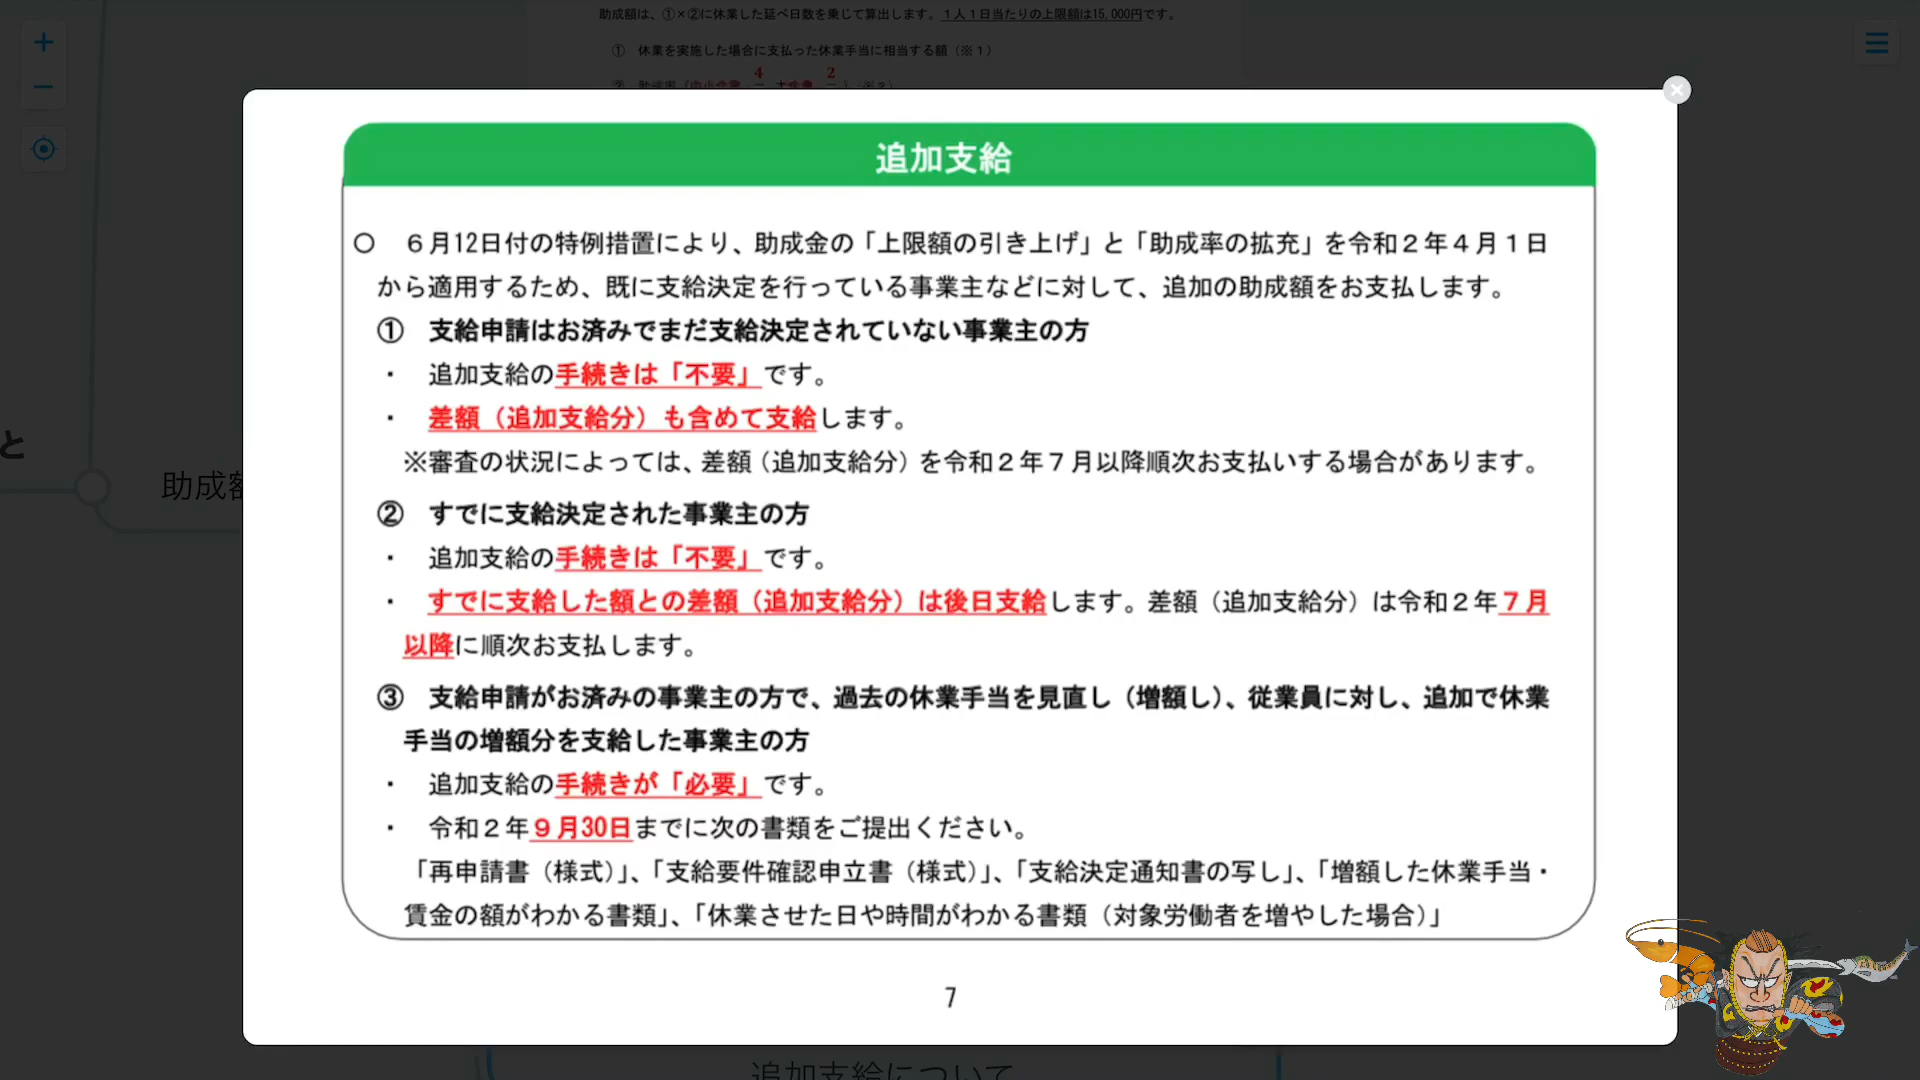 助成額は、①×②に休業した延べ日数を乗じて算出します。１人１日当たりの上限額は15,000円です。
① 休業を実施した場合に支払った休業手当に相当する額（※１）
4 2
追加支給
○ ６月12日付の特例措置により、助成金の「上限額の引き上げ」と「助成率の拡充」を令和２年４月１日
から適用するため、既に支給決定を行っている事業主などに対して、追加の助成額をお支払します。
① 支給申請はお済みでまだ支給決定されていない事業主の方
・ 追加支給の手続きは「不要」です。
・ 差額（追加支給分）も含めて支給します。
※審査の状況によっては、差額（追加支給分）を令和２年７月以降順次お支払いする場合があります。
② すでに支給決定された事業主の方
・ 追加支給の手続きは「不要」です。
・ すでに支給した額との差額（追加支給分）は後日支給します。差額（追加支給分）は令和２年７月
以降に順次お支払します。
③ 支給申請がお済みの事業主の方で、過去の休業手当を見直し（増額し）、従業員に対し、追加で休業
手当の増額分を支給した事業主の方
・ 追加支給の手続きが「必要」です。
・ 令和２年９月30日までに次の書類をご提出ください。
「再申請書（様式）」、「支給要件確認申立書（様式）」、「支給決定通知書の写し」、「増額した休業手当・
賃金の額がわかる書類」、「休業させた日や時間がわかる書類（対象労働者を増やした場合）」
7
と
助成額
追加支給について